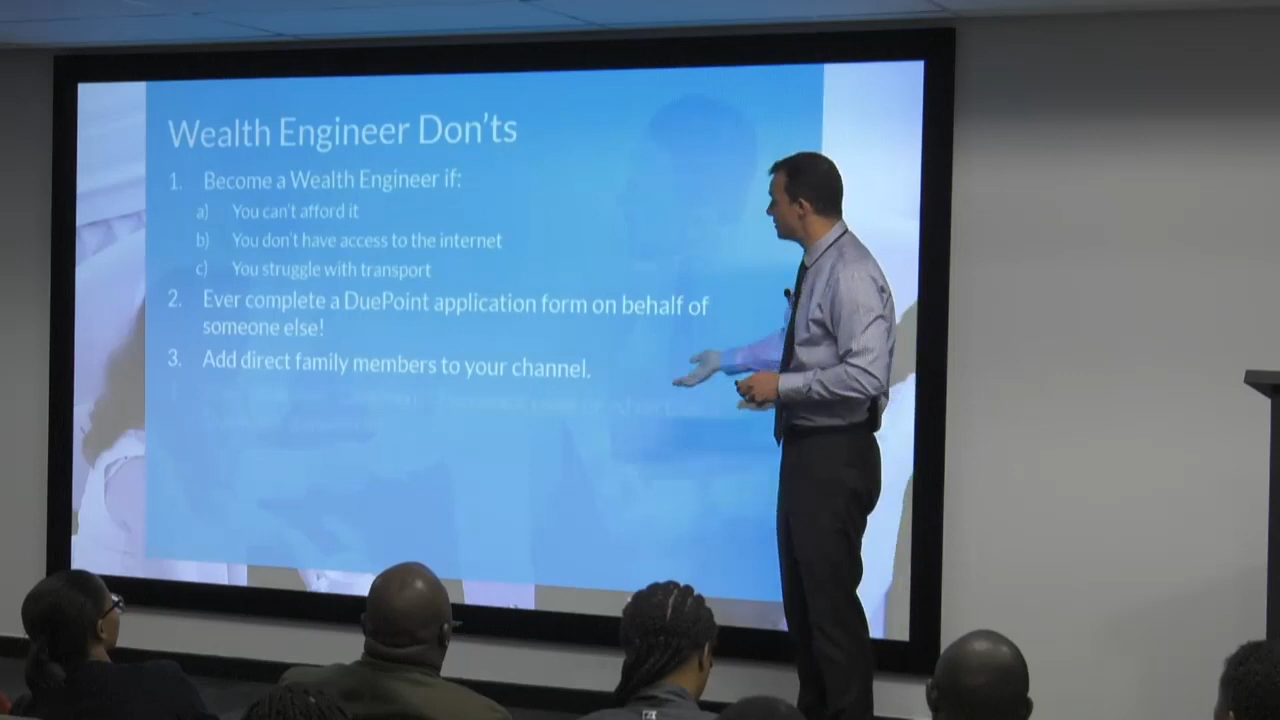 Wealth Engineer Don'ts
1. Become a Wealth Engineer if:
a) You can't afford it
b) You don't have access to the internet
c) You struggle with transport
2. Ever complete a DuePoint application form on behalf of
someone else!
3. Add direct family members to your channel.